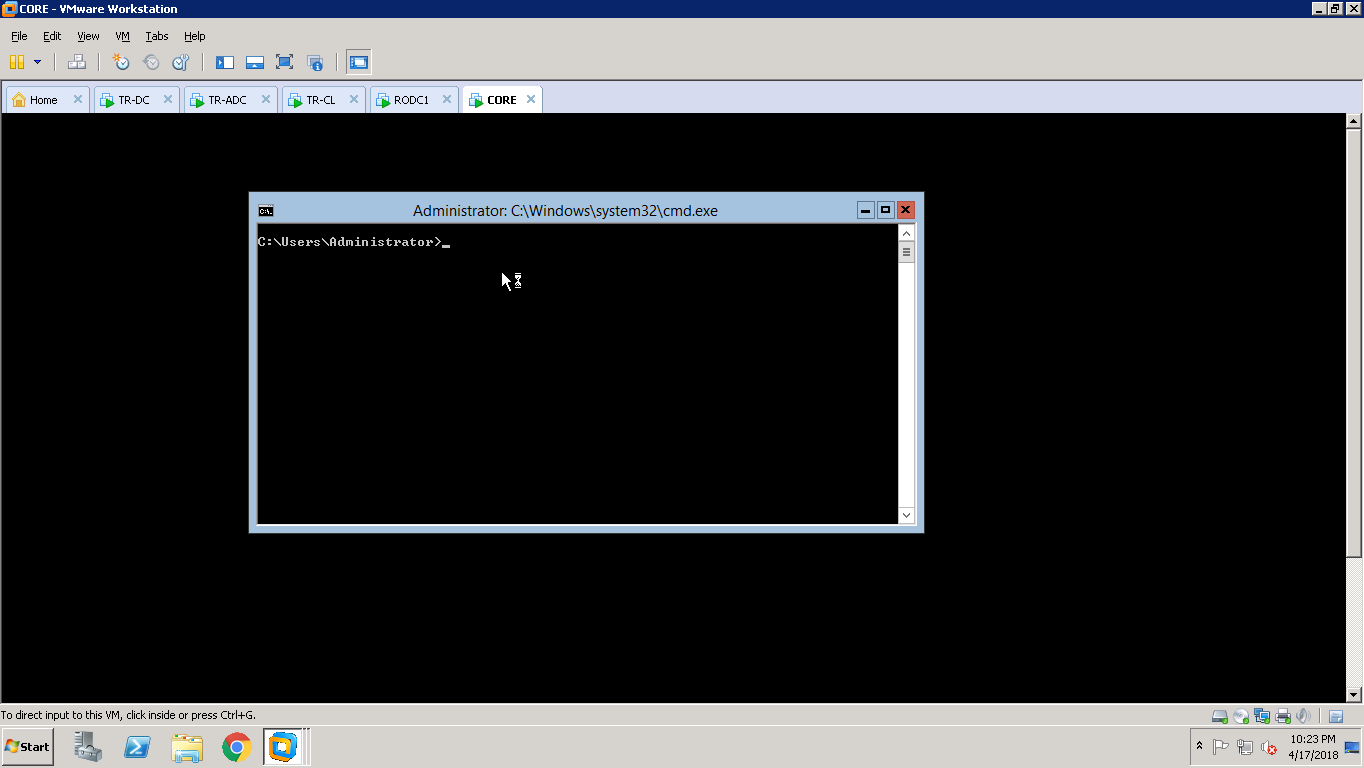 CORE - VMware Workstation
File Edit View VM Tabs Help
Home TR-DC TR-ADC TR-CL RODC1 CORE
Administrator: C:\Windows\system32\cmd.exe
C:\Users\Administrator>_
To direct input to this VM, click inside or press Ctrl+G.
Start
10:23 PM
4/17/2018